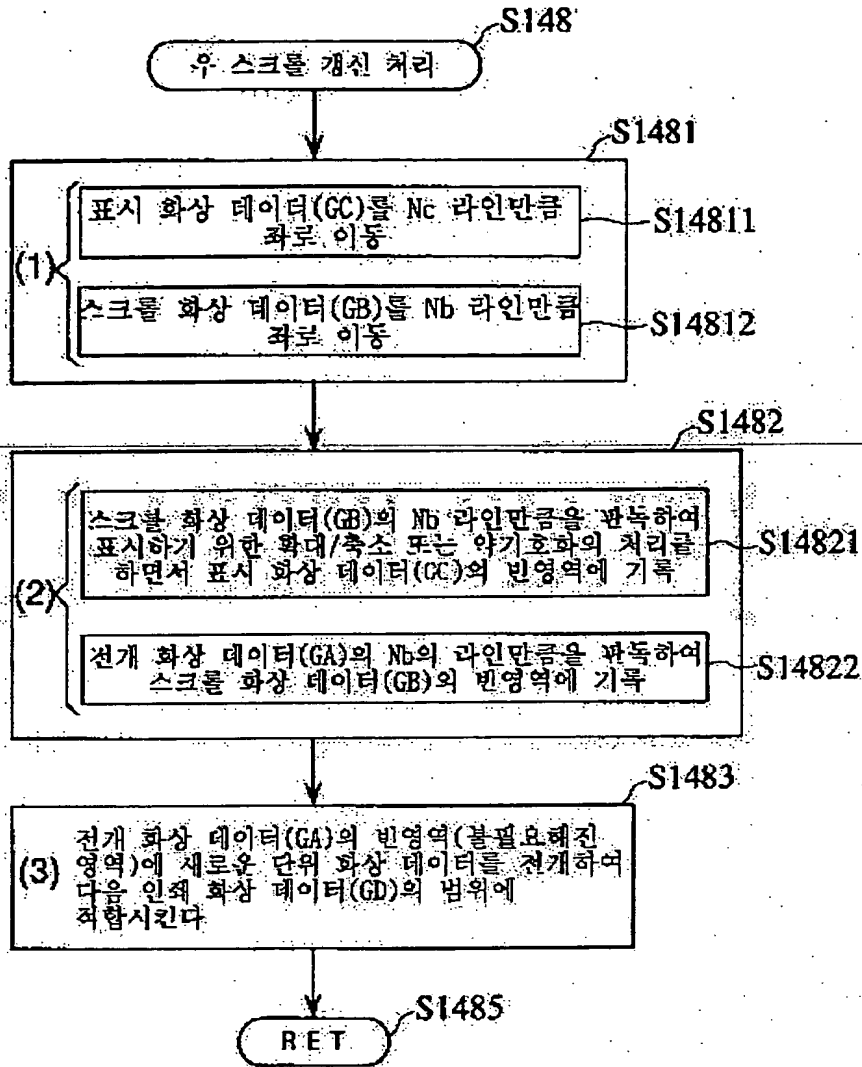 S148
우 스크롤 갱신 처리
S1481
표시 화상 데이터(GC)를 Nc 라인만큼
좌로 이동
S14811
(1)
스크롤 화상 데이터(GB)를 Nb 라인만큼
좌로 이동
S14812
S1482
스크롤 화상 데이터(GB)의 Nb 라인만큼을 판독하여
표시하기 위한 확대/축소 또는 약기호화의 처리를
하면서 표시 화상 데이터(GC)의 빈영역에 기록
S14821
(2)
전개 화상 데이터(GA)의 Nb의 라인만큼을 판독하여
스크롤 화상 데이터(GB)의 빈영역에 기록
S14822
S1483
(3)
전개 화상 데이터(GA)의 빈영역(불필요해진
영역)에 새로운 단위 화상 데이터를 전개하여
다음 인쇄 화상 데이터(GD)의 범위에
적합시킨다
S1485
RET